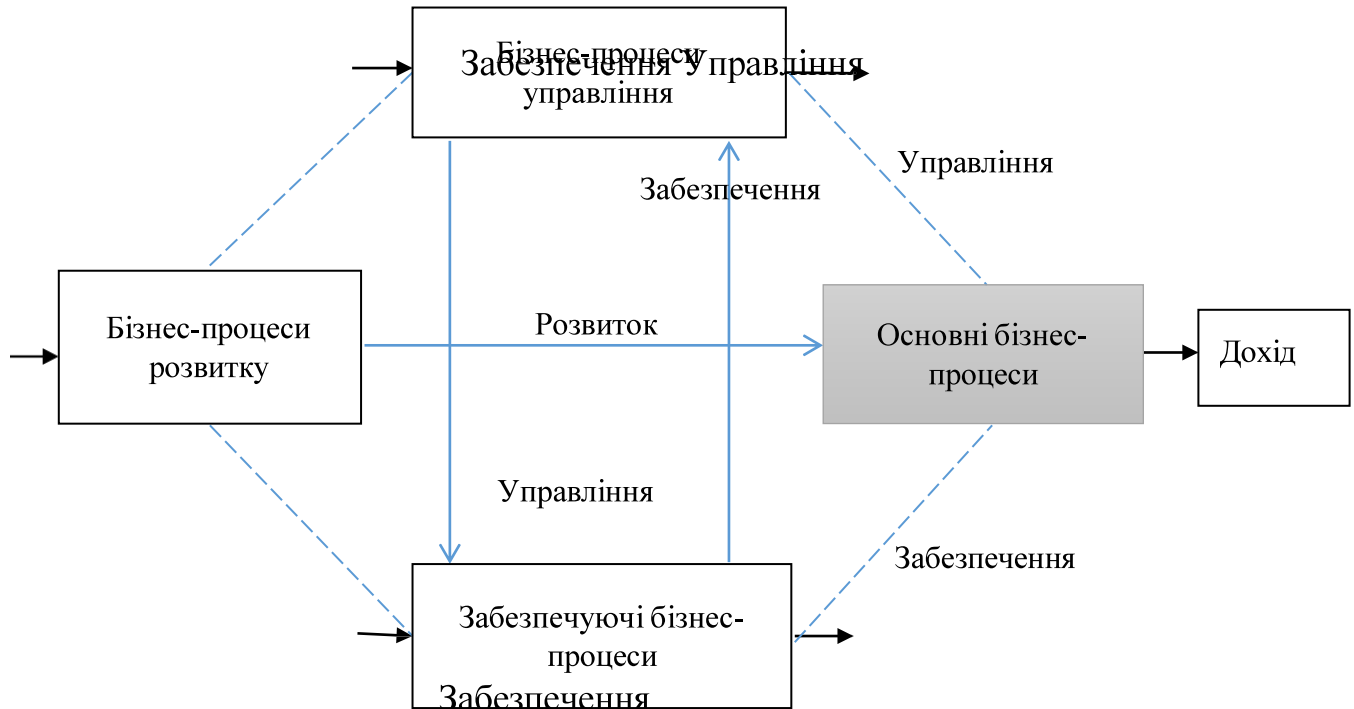 Бізнес-процеси
Забезпечення Управління
управління
Управління
Забезпечення
Розвиток
Бізнес-процеси
розвитку
Основні бізнес-
процеси
Дохід
Управління
Забезпечення
Забезпечуючі бізнес-
процеси
Забезпечення